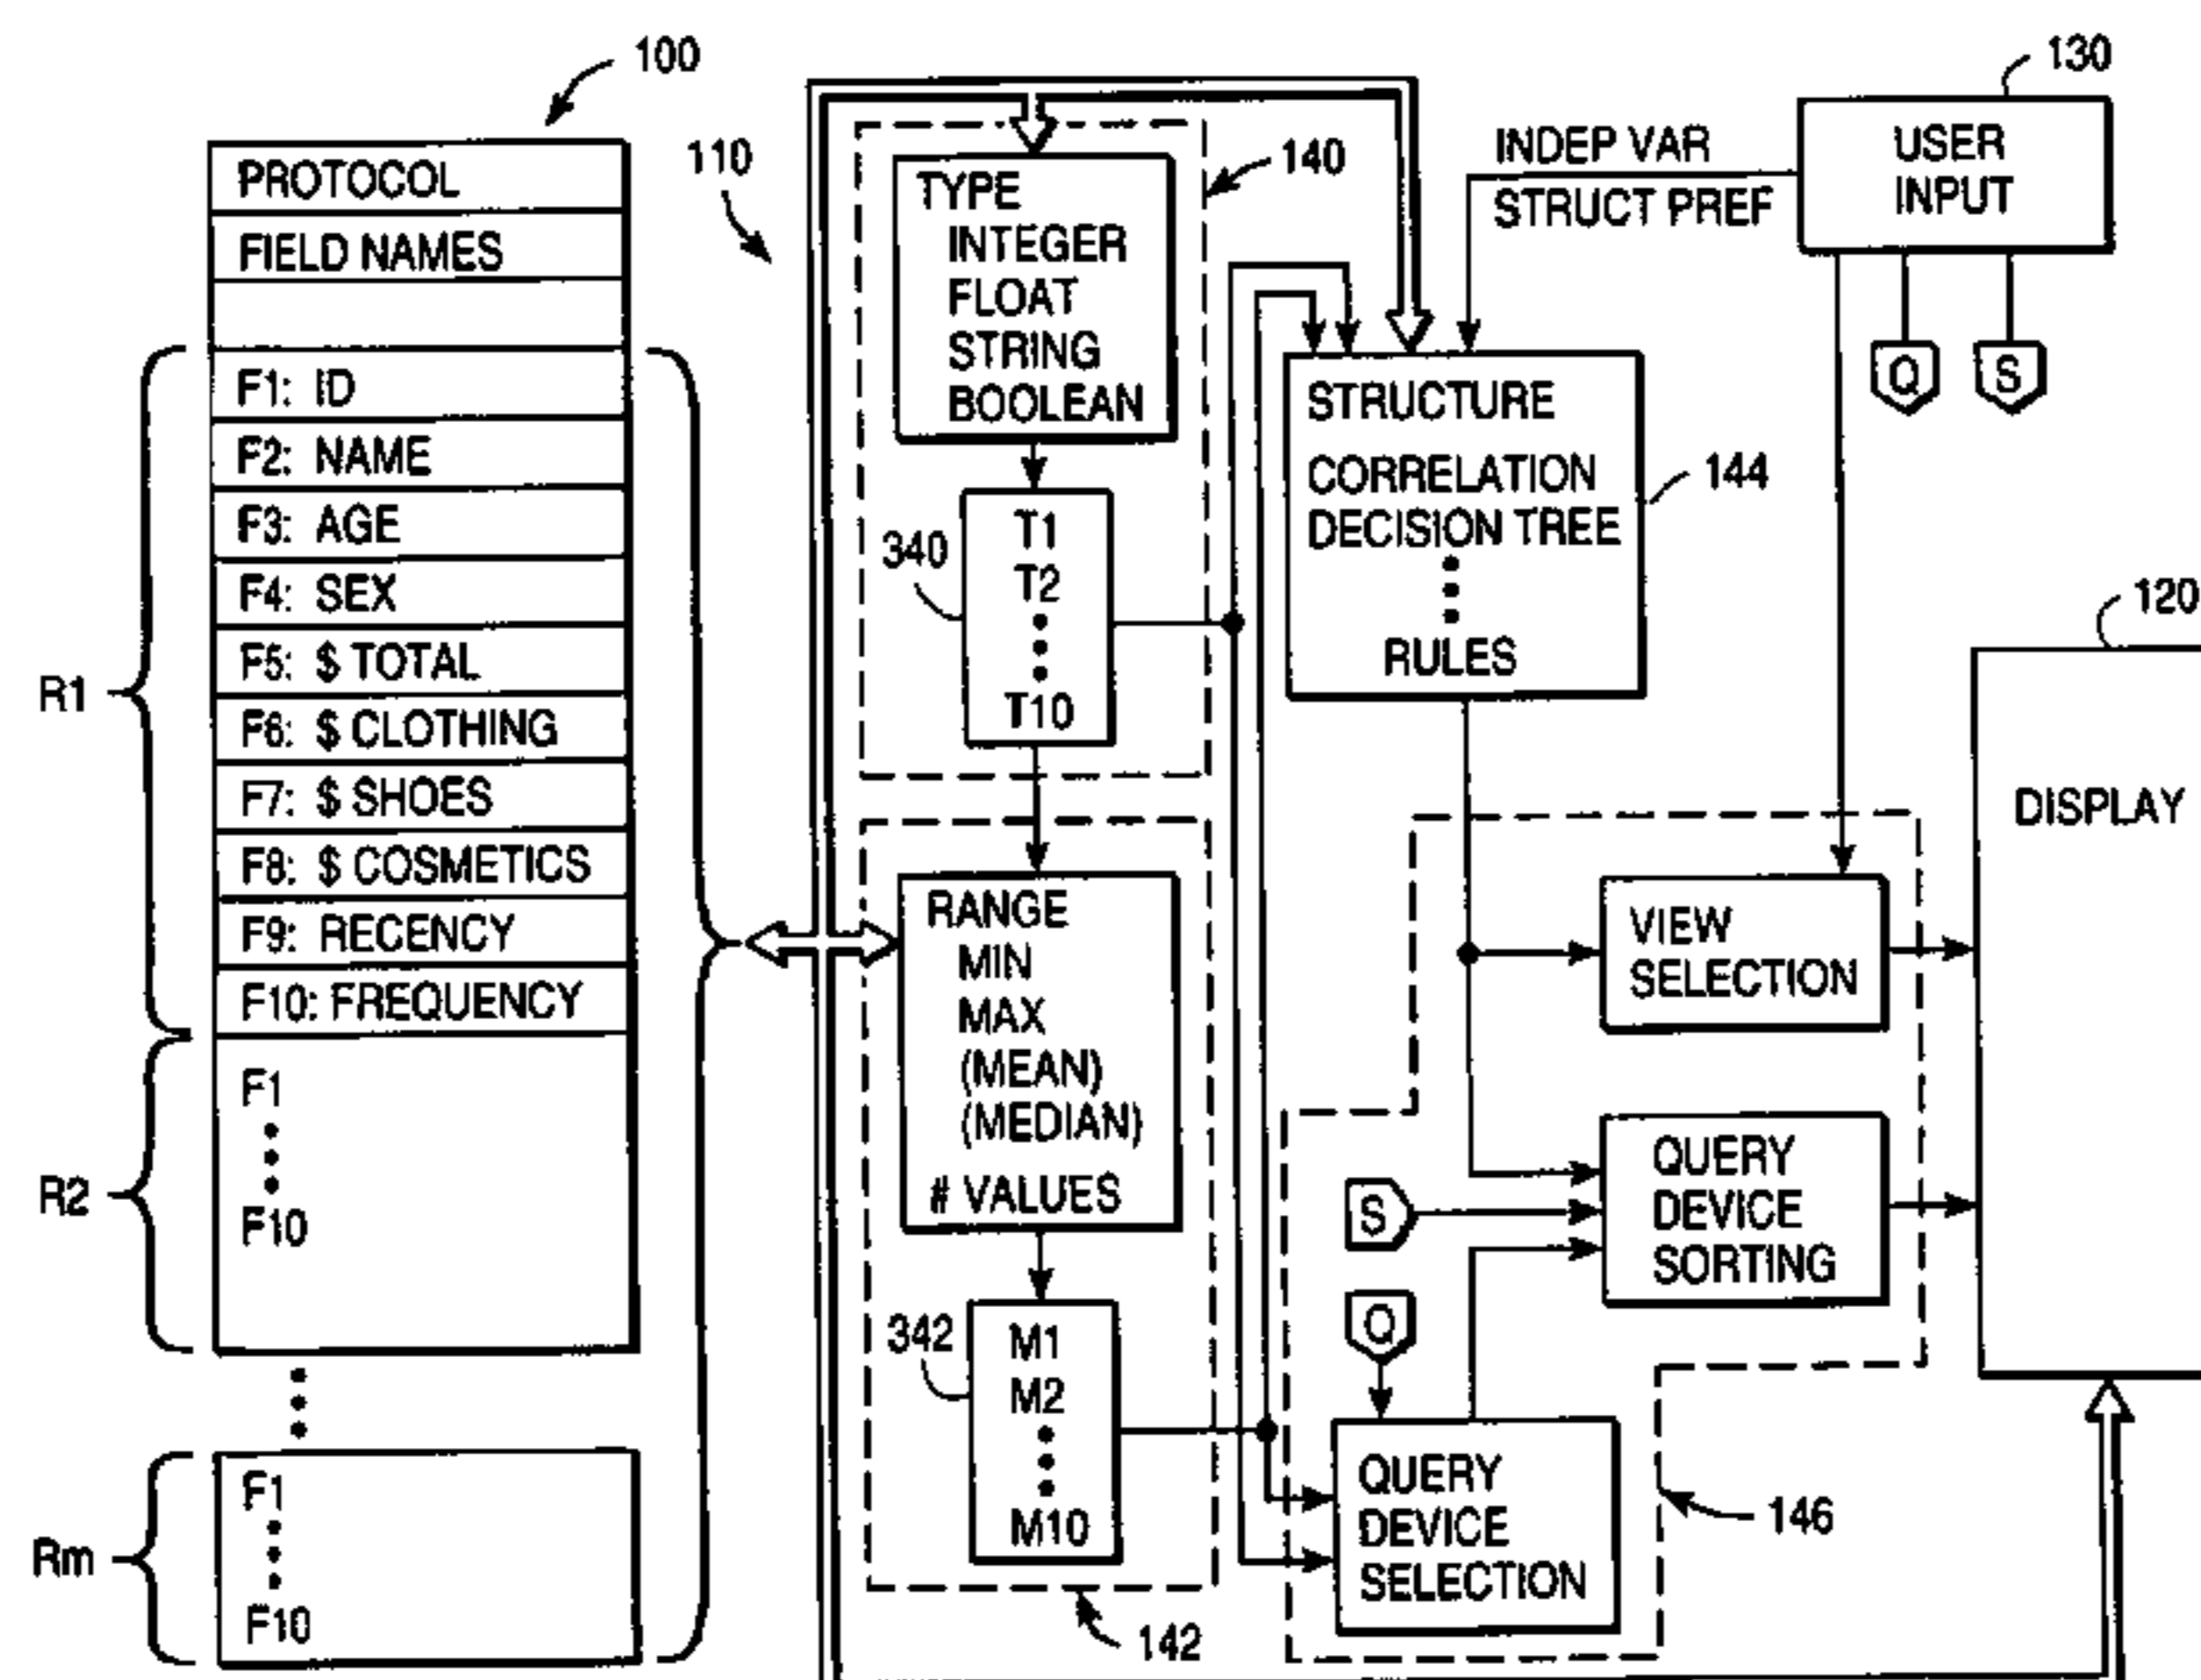 100
PROTOCOL
FIELD NAMES
F1: ID
F2: NAME
F3: AGE
F4: SEX
F5: $ TOTAL
F6: $ CLOTHING
F7: $ SHOES
F8: $ COSMETICS
F9: RECENCY
F10: FREQUENCY
R1
F1
F10
R2
F1
F10
Rm
110
140
TYPE
INTEGER
FLOAT
STRING
BOOLEAN
340
T1
T2
T10
RANGE
MIN
MAX
(MEAN)
(MEDIAN)
# VALUES
342
M1
M2
M10
142
INDEP VAR
STRUCT PREF
130
USER
INPUT
Q
S
STRUCTURE
CORRELATION
DECISION TREE
RULES
144
120
DISPLAY
VIEW
SELECTION
QUERY
DEVICE
SORTING
S
Q
QUERY
DEVICE
SELECTION
146